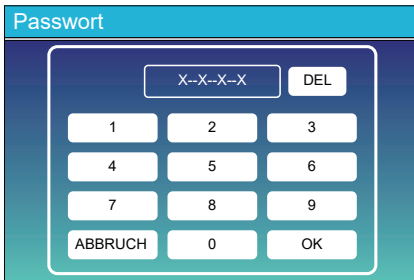 Passwort
X--X--X--X DEL
1 2 3
4 5 6
7 8 9
ABBRUCH 0 OK